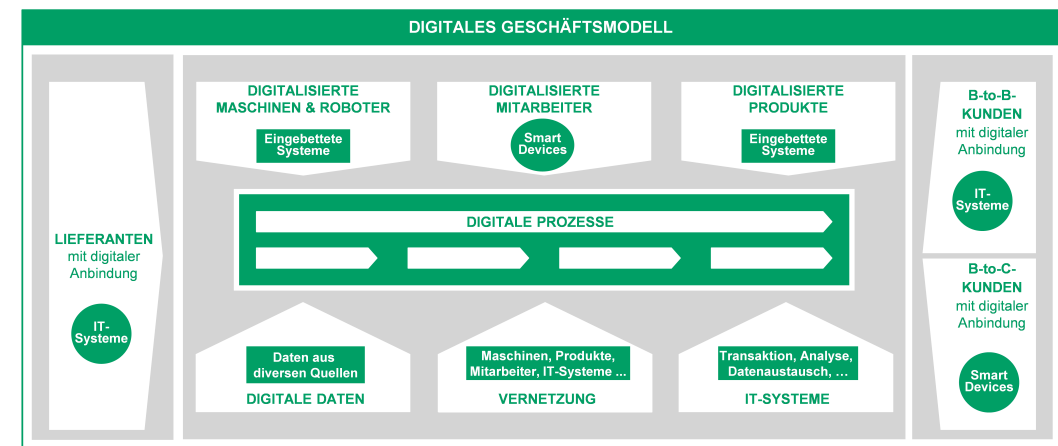 DIGITALES GESCHÄFTSMODELL
LIEFERANTEN
mit digitaler
Anbindung
IT-
Systeme
DIGITALISIERTE
MASCHINEN & ROBOTER
Eingebettete
Systeme
DIGITALISIERTE
MITARBEITER
Smart
Devices
DIGITALISIERTE
PRODUKTE
Eingebettete
Systeme
DIGITALE PROZESSE
Daten aus
diversen Quellen
DIGITALE DATEN
Maschinen, Produkte,
Mitarbeiter, IT-Systeme ...
VERNETZUNG
Transaktion, Analyse,
Datenaustausch, …
IT-SYSTEME
B-to-B-
KUNDEN
mit digitaler
Anbindung
IT-
Systeme
B-to-C-
KUNDEN
mit digitaler
Anbindung
Smart
Devices